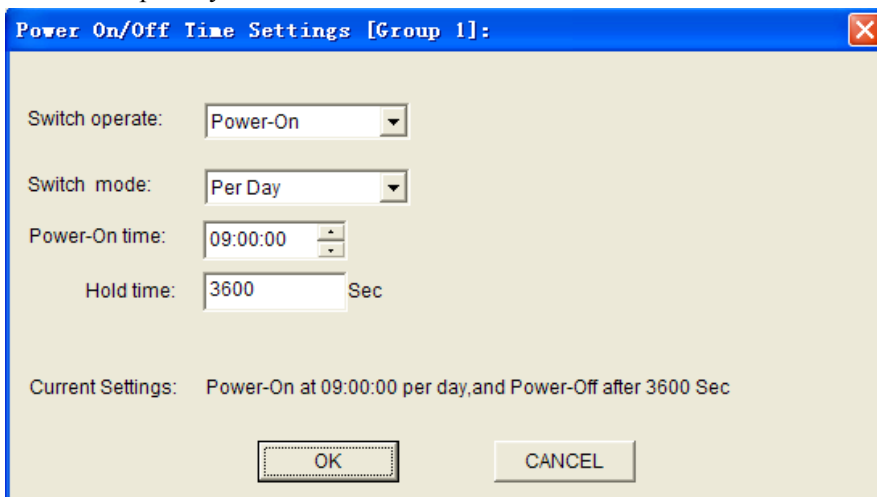 Power On/Off Time Settings [Group 1]:
Switch operate: Power-On
Switch mode: Per Day
Power-On time: 09:00:00
Hold time: 3600 Sec
Current Settings: Power-On at 09:00:00 per day,and Power-Off after 3600 Sec
OK CANCEL